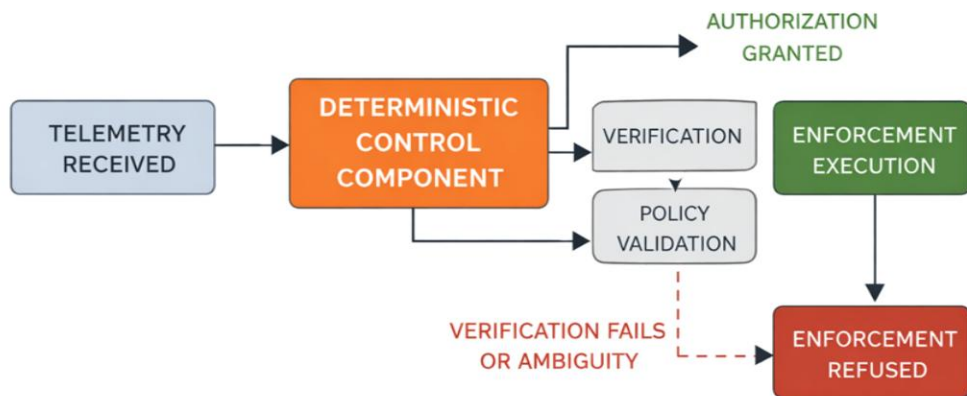 AUTHORIZATION
GRANTED
TELEMETRY
RECEIVED
DETERMINISTIC
CONTROL
COMPONENT
VERIFICATION
ENFORCEMENT
EXECUTION
POLICY
VALIDATION
VERIFICATION FAILS
OR AMBIGUITY
ENFORCEMENT
REFUSED